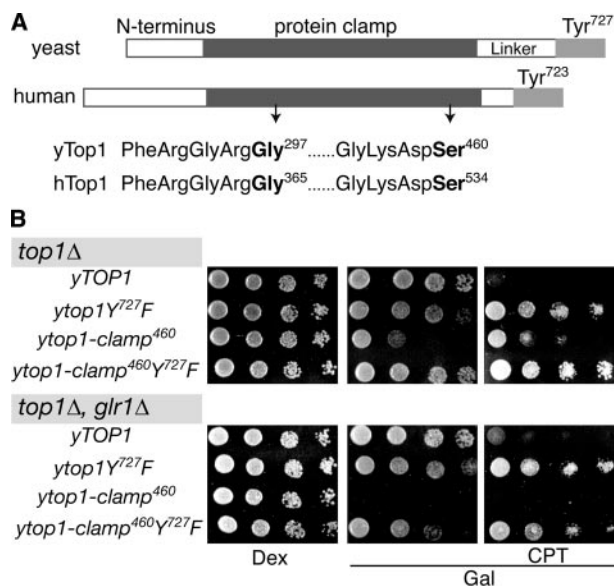 A
N-terminus protein clamp Tyr727
yeast Linker
Tyr723
human
yTop1 PheArgGlyArgGly297......GlyLysAspSer460
hTop1 PheArgGlyArgGly365......GlyLysAspSer534
B
top1Δ
yTOP1
ytop1Y727F
ytop1-clamp460
ytop1-clamp460Y727F
top1Δ, glr1Δ
yTOP1
ytop1Y727F
ytop1-clamp460
ytop1-clamp460Y727F
Dex CPT
Gal